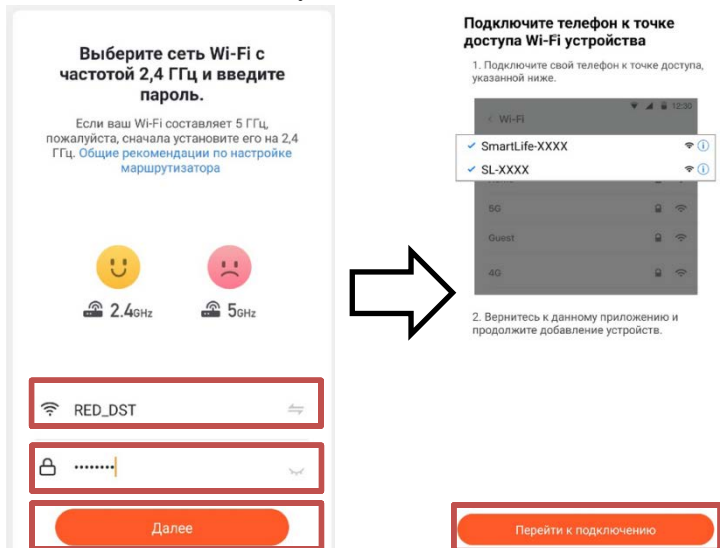 Выберите сеть Wi-Fi с
частотой 2,4 ГГц и введите
пароль.
Если ваш Wi-Fi составляет 5 ГГц,
пожалуйста, сначала установите его на 2,4
ГГц. Общие рекомендации по настройке
маршрутизатора
2.4GHz
5GHz
RED_DST
••••••••
Далее
Подключите телефон к точке
доступа Wi-Fi устройства
1. Подключите свой телефон к точке доступа,
указанной ниже.
12:30
< Wi-Fi
SmartLife-XXXX
SL-XXXX
5G
Guest
4G
2. Вернитесь к данному приложению и
продолжите добавление устройств.
Перейти к подключению